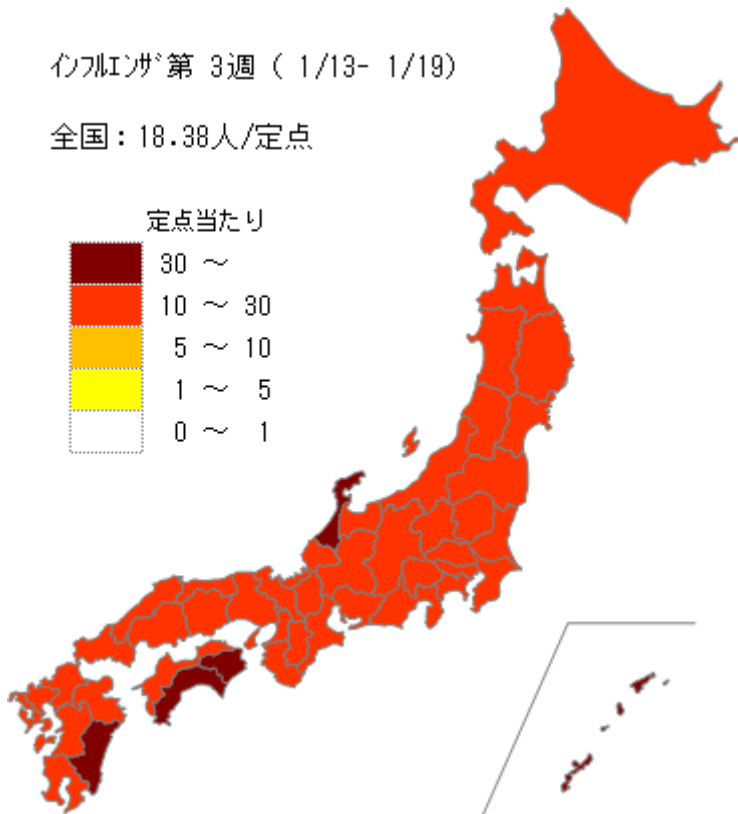 ｲﾝﾌﾙｴﾝｻﾞ第 3週 ( 1/13- 1/19)
全国：18.38人/定点
定点当たり
30 ～
10 ～ 30
5 ～ 10
1 ～ 5
0 ～ 1